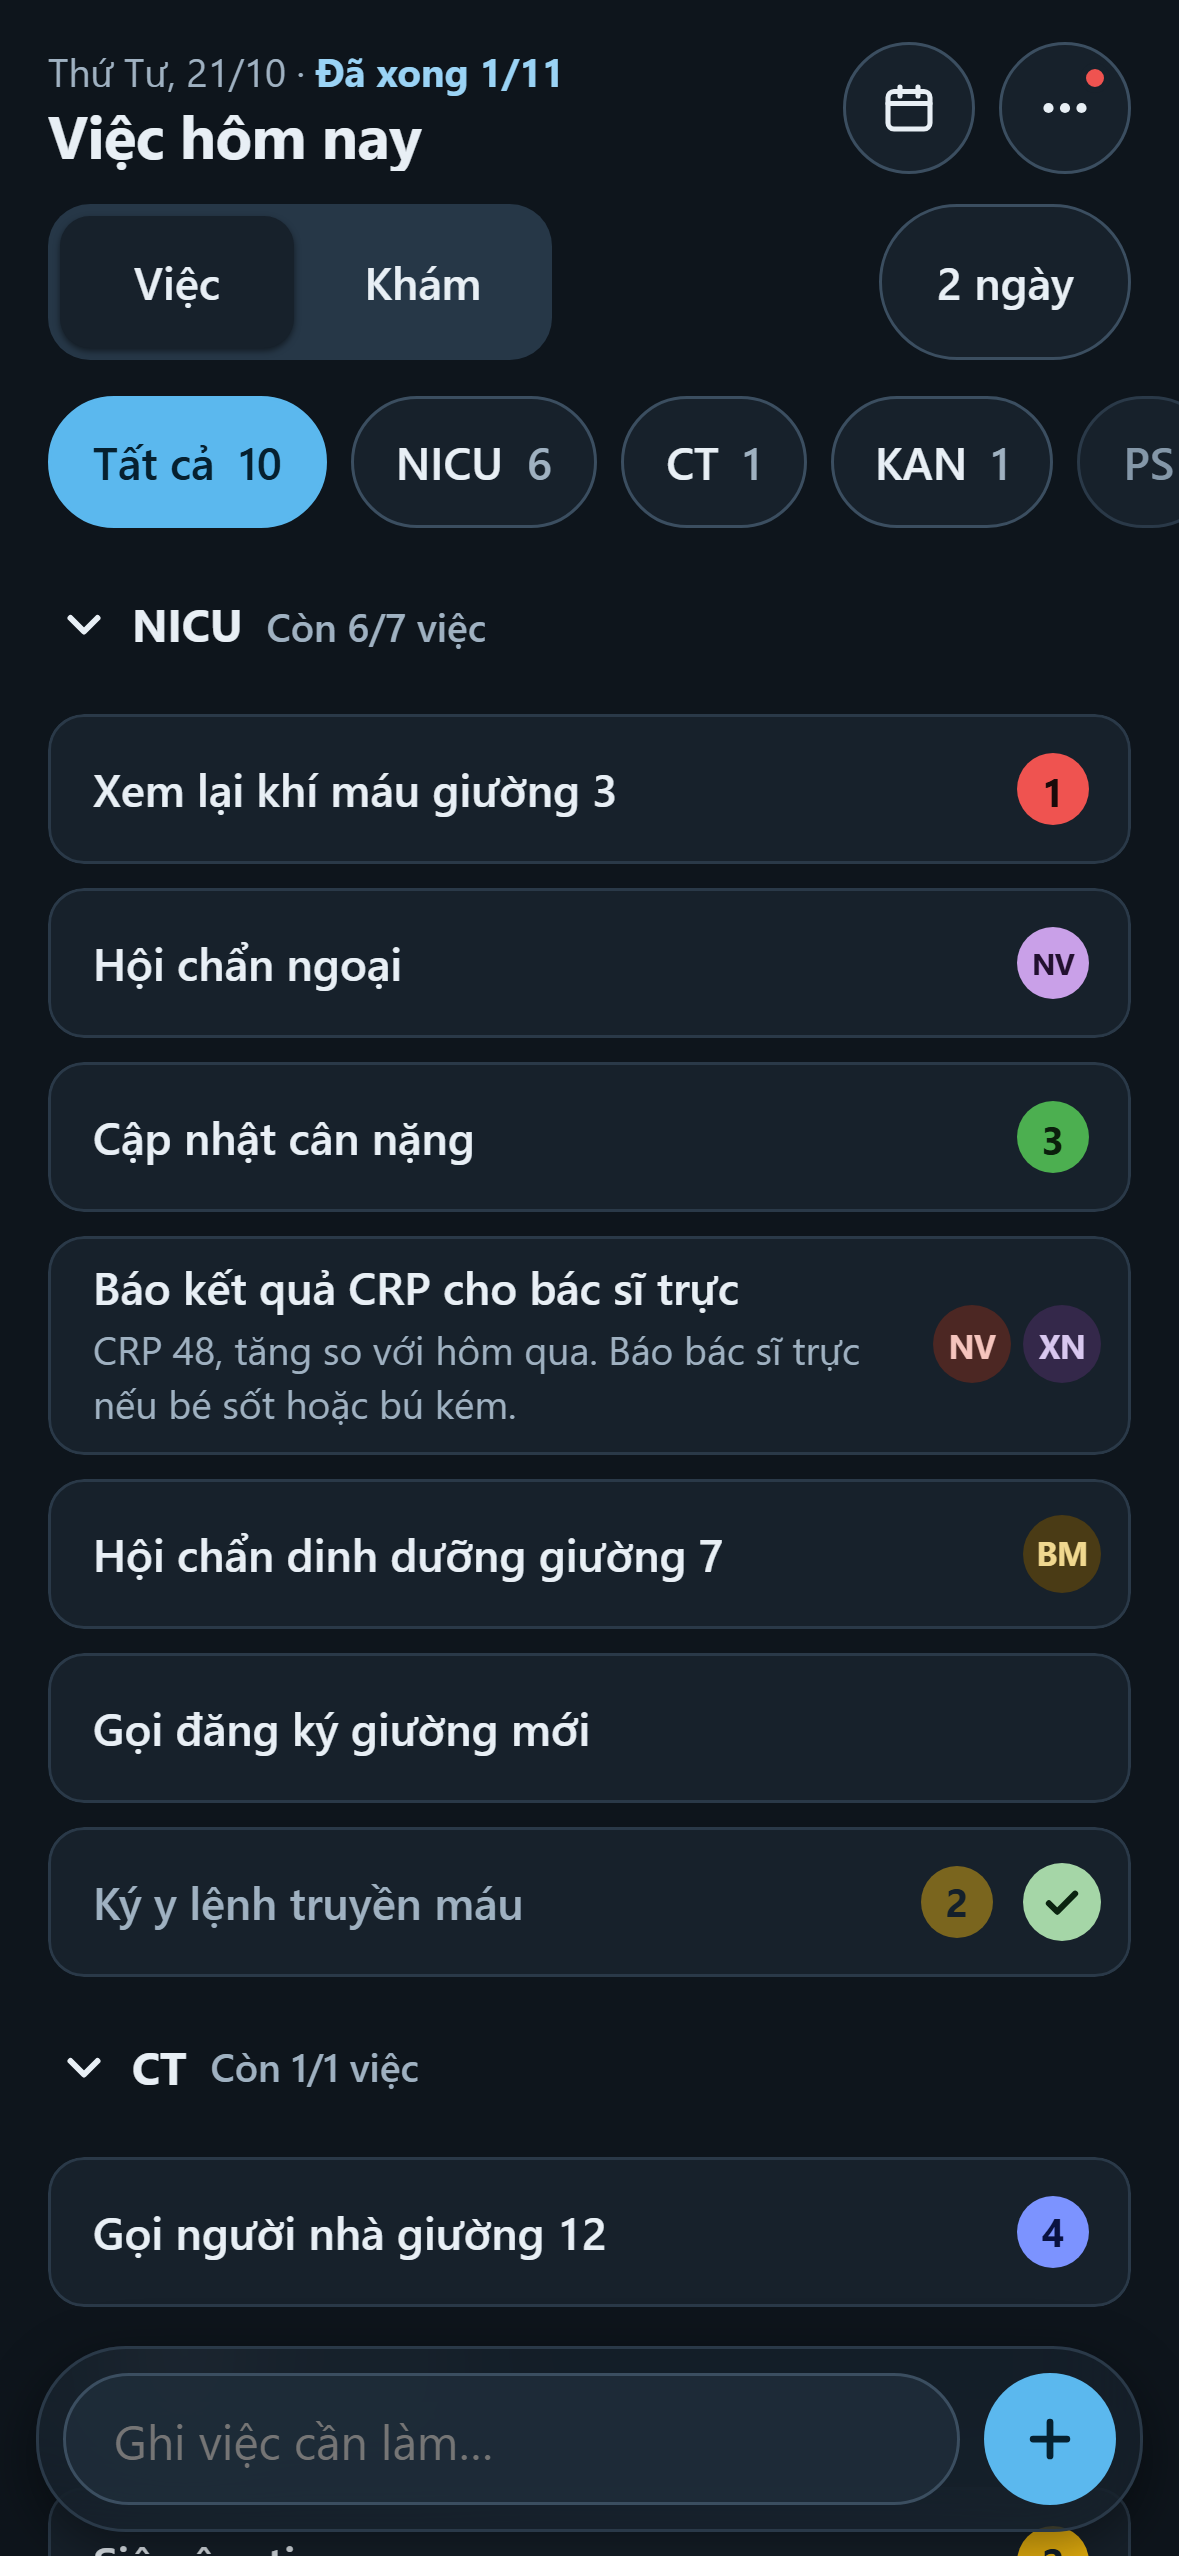 Thứ Tư, 21/10 · Đã xong 1/11
Việc hôm nay
Việc
Khám
2 ngày
Tất cả 10
NICU 6
CT 1
KAN 1
PS
NICU Còn 6/7 việc
Xem lại khí máu giường 3
1
Hội chẩn ngoại
NV
Cập nhật cân nặng
3
Báo kết quả CRP cho bác sĩ trực
CRP 48, tăng so với hôm qua. Báo bác sĩ trực
nếu bé sốt hoặc bú kém.
NV
XN
Hội chẩn dinh dưỡng giường 7
BM
Gọi đăng ký giường mới
Ký y lệnh truyền máu
2
CT Còn 1/1 việc
Gọi người nhà giường 12
4
Ghi việc cần làm...